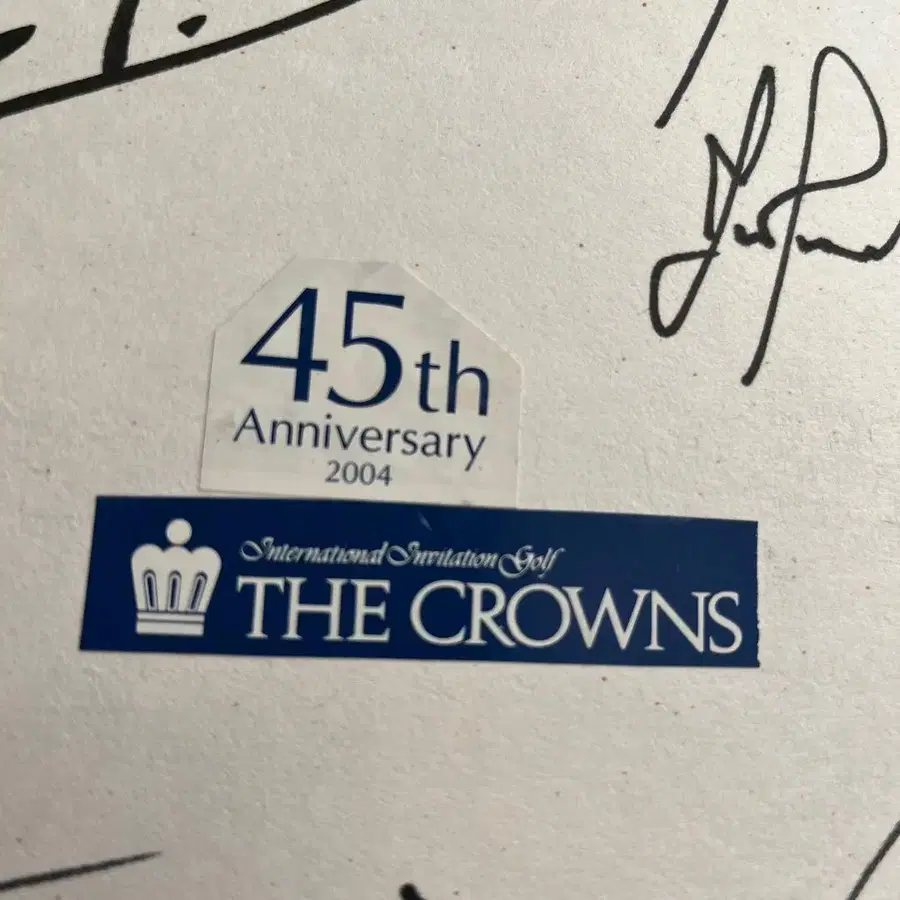 45th
Anniversary
2004
International Invitation Golf
THE CROWNS